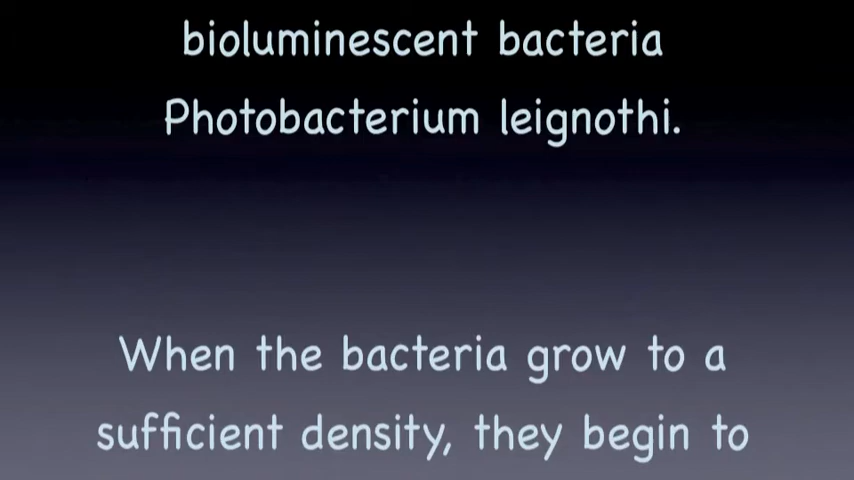 bioluminescent bacteria
Photobacterium leignothi.
When the bacteria grow to a
sufficient density, they begin to